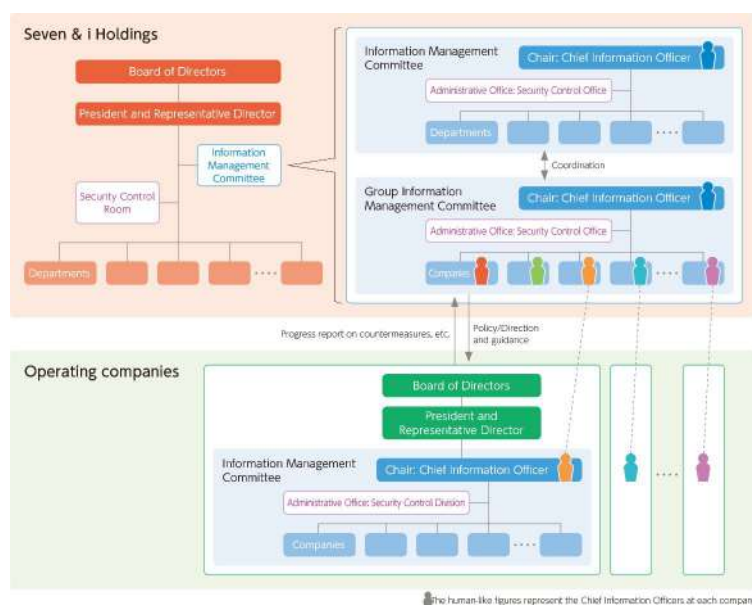 Seven & i Holdings
Board of Directors
President and Representative Director
Information
Management
Committee
Security Control
Room
Departments
Information Management
Committee
Chair: Chief Information Officer
Administrative Office: Security Control Office
Departments
Coordination
Group Information
Management Committee
Chair: Chief Information Officer
Administrative Office: Security Control Office
Companies
Progress report on countermeasures, etc.
Policy/Direction
and guidance
Operating companies
Board of Directors
President and
Representative Director
Information Management
Committee
Chair: Chief Information Officer
Administrative Office: Security Control Division
Companies
The human-like figures represent the Chief Information Officers at each compan